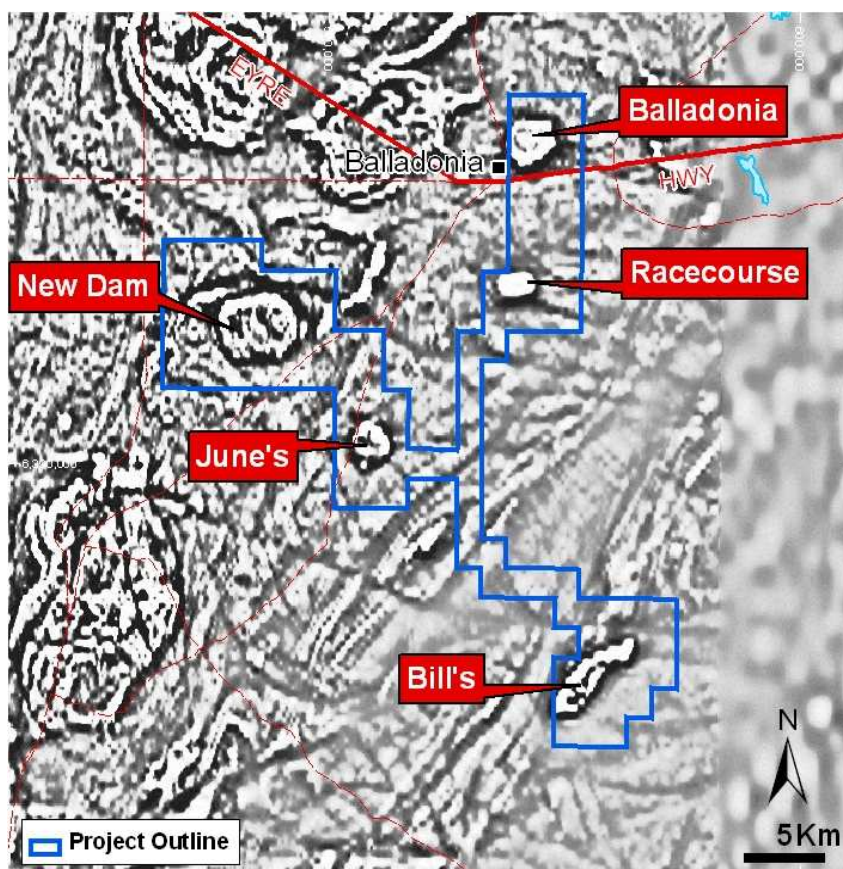 EYRE
HWY
Balladonia
Balladonia
New Dam
Racecourse
June's
Bill's
N
5Km
Project Outline